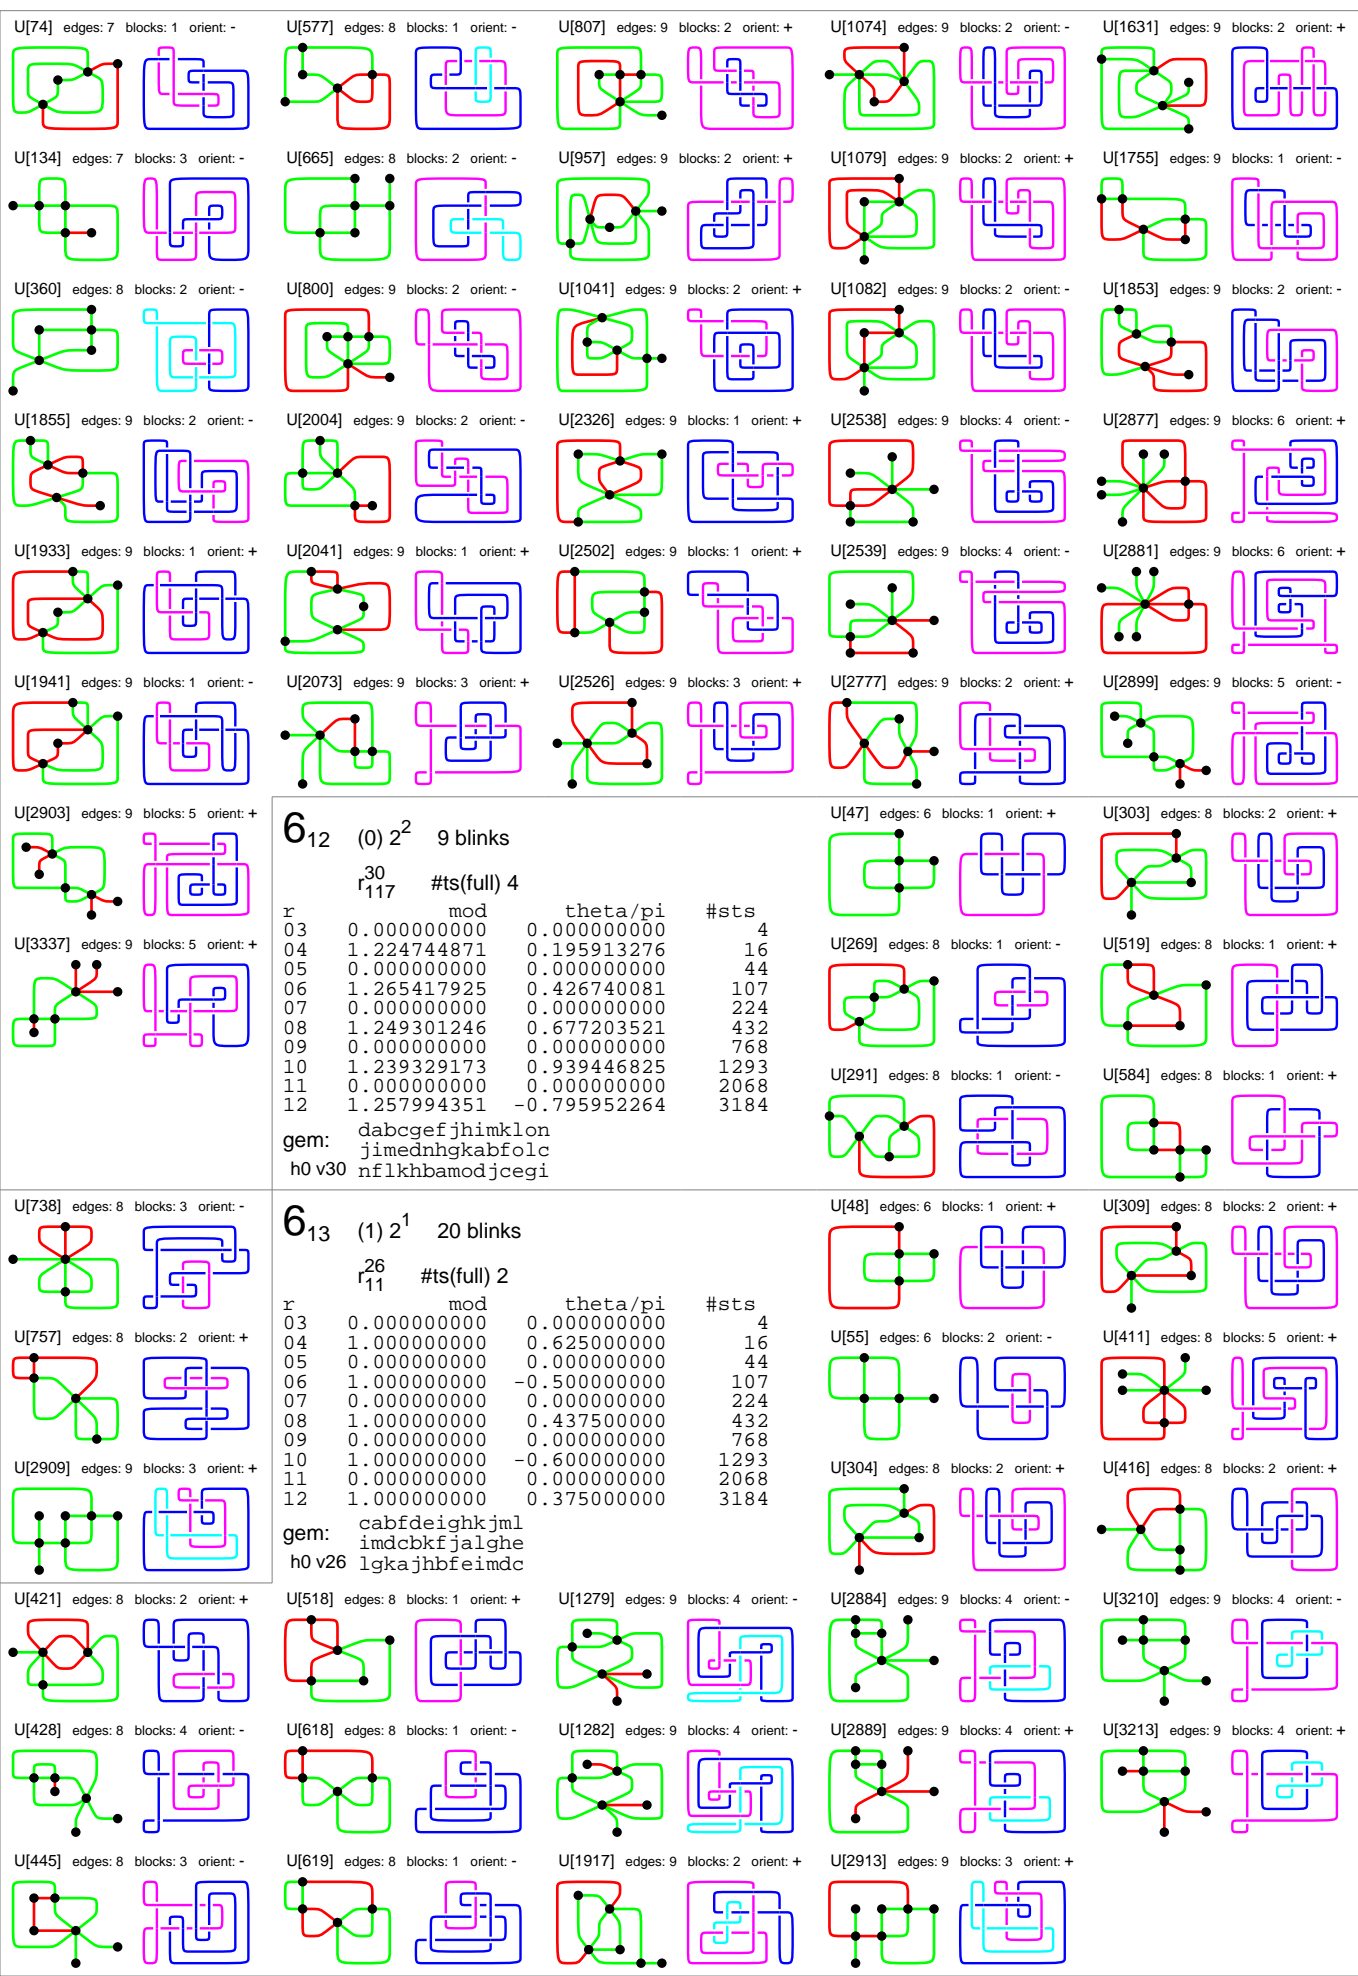 U[74] edges: 7 blocks: 1 orient: -
U[577] edges: 8 blocks: 1 orient: -
U[807] edges: 9 blocks: 2 orient: +
U[1074] edges: 9 blocks: 2 orient: -
U[1631] edges: 9 blocks: 2 orient: +
U[134] edges: 7 blocks: 3 orient: -
U[665] edges: 8 blocks: 2 orient: -
U[957] edges: 9 blocks: 2 orient: +
U[1079] edges: 9 blocks: 2 orient: +
U[1755] edges: 9 blocks: 1 orient: -
U[360] edges: 8 blocks: 2 orient: -
U[800] edges: 9 blocks: 2 orient: -
U[1041] edges: 9 blocks: 2 orient: +
U[1082] edges: 9 blocks: 2 orient: -
U[1853] edges: 9 blocks: 2 orient: -
U[1855] edges: 9 blocks: 2 orient: -
U[2004] edges: 9 blocks: 2 orient: -
U[2326] edges: 9 blocks: 1 orient: +
U[2538] edges: 9 blocks: 4 orient: -
U[2877] edges: 9 blocks: 6 orient: +
U[1933] edges: 9 blocks: 1 orient: +
U[2041] edges: 9 blocks: 1 orient: +
U[2502] edges: 9 blocks: 1 orient: +
U[2539] edges: 9 blocks: 4 orient: -
U[2881] edges: 9 blocks: 6 orient: +
U[1941] edges: 9 blocks: 1 orient: -
U[2073] edges: 9 blocks: 3 orient: +
U[2526] edges: 9 blocks: 3 orient: +
U[2777] edges: 9 blocks: 2 orient: +
U[2899] edges: 9 blocks: 5 orient: -
U[2903] edges: 9 blocks: 5 orient: +
U[3337] edges: 9 blocks: 5 orient: +
6 12 (0) 2^2 9 blinks
r 30 117 #ts(full) 4
r mod theta/pi #sts
03 0.000000000 0.000000000 4
04 1.224744871 0.195913276 16
05 0.000000000 0.000000000 44
06 1.265417925 0.426740081 107
07 0.000000000 0.000000000 224
08 1.249301246 0.677203521 432
09 0.000000000 0.000000000 768
10 1.239329173 0.939446825 1293
11 0.000000000 0.000000000 2068
12 1.257994351 -0.795952264 3184
gem: dabcgefjhimklon
jimednhgkabfolc
h0 v30 nflkhbamodjcegi
U[47] edges: 6 blocks: 1 orient: +
U[303] edges: 8 blocks: 2 orient: +
U[269] edges: 8 blocks: 1 orient: -
U[519] edges: 8 blocks: 1 orient: +
U[291] edges: 8 blocks: 1 orient: -
U[584] edges: 8 blocks: 1 orient: +
U[738] edges: 8 blocks: 3 orient: -
U[757] edges: 8 blocks: 2 orient: +
U[2909] edges: 9 blocks: 3 orient: +
6 13 (1) 2^1 20 blinks
r 26 11 #ts(full) 2
r mod theta/pi #sts
03 0.000000000 0.000000000 4
04 1.000000000 0.625000000 16
05 0.000000000 0.000000000 44
06 1.000000000 -0.500000000 107
07 0.000000000 0.000000000 224
08 1.000000000 0.437500000 432
09 0.000000000 0.000000000 768
10 1.000000000 -0.600000000 1293
11 0.000000000 0.000000000 2068
12 1.000000000 0.375000000 3184
gem: cabfdeighkjml
imdcbkfjalghe
h0 v26 lgkajhbfeimdc
U[48] edges: 6 blocks: 1 orient: +
U[309] edges: 8 blocks: 2 orient: +
U[55] edges: 6 blocks: 2 orient: -
U[411] edges: 8 blocks: 5 orient: +
U[304] edges: 8 blocks: 2 orient: +
U[416] edges: 8 blocks: 2 orient: +
U[421] edges: 8 blocks: 2 orient: +
U[518] edges: 8 blocks: 1 orient: +
U[1279] edges: 9 blocks: 4 orient: -
U[2884] edges: 9 blocks: 4 orient: -
U[3210] edges: 9 blocks: 4 orient: -
U[428] edges: 8 blocks: 4 orient: -
U[618] edges: 8 blocks: 1 orient: -
U[1282] edges: 9 blocks: 4 orient: -
U[2889] edges: 9 blocks: 4 orient: +
U[3213] edges: 9 blocks: 4 orient: +
U[445] edges: 8 blocks: 3 orient: -
U[619] edges: 8 blocks: 1 orient: -
U[1917] edges: 9 blocks: 2 orient: +
U[2913] edges: 9 blocks: 3 orient: +